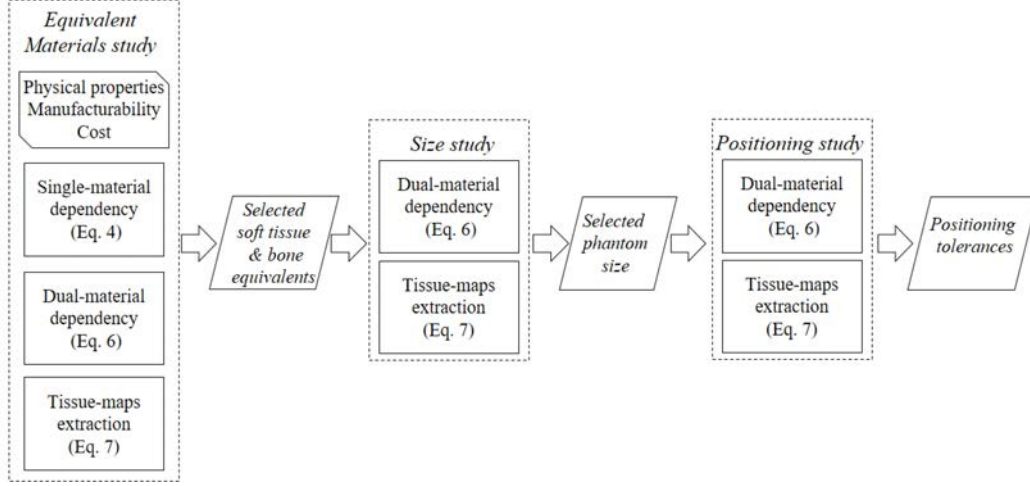 Equivalent
Materials study
Physical properties
Manufacturability
Cost
Single-material
dependency
(Eq. 4)
Dual-material
dependency
(Eq. 6)
Tissue-maps
extraction
(Eq. 7)
Selected
soft tissue
& bone
equivalents
Size study
Dual-material
dependency
(Eq. 6)
Tissue-maps
extraction
(Eq. 7)
Selected
phantom
size
Positioning study
Dual-material
dependency
(Eq. 6)
Tissue-maps
extraction
(Eq. 7)
Positioning
tolerances